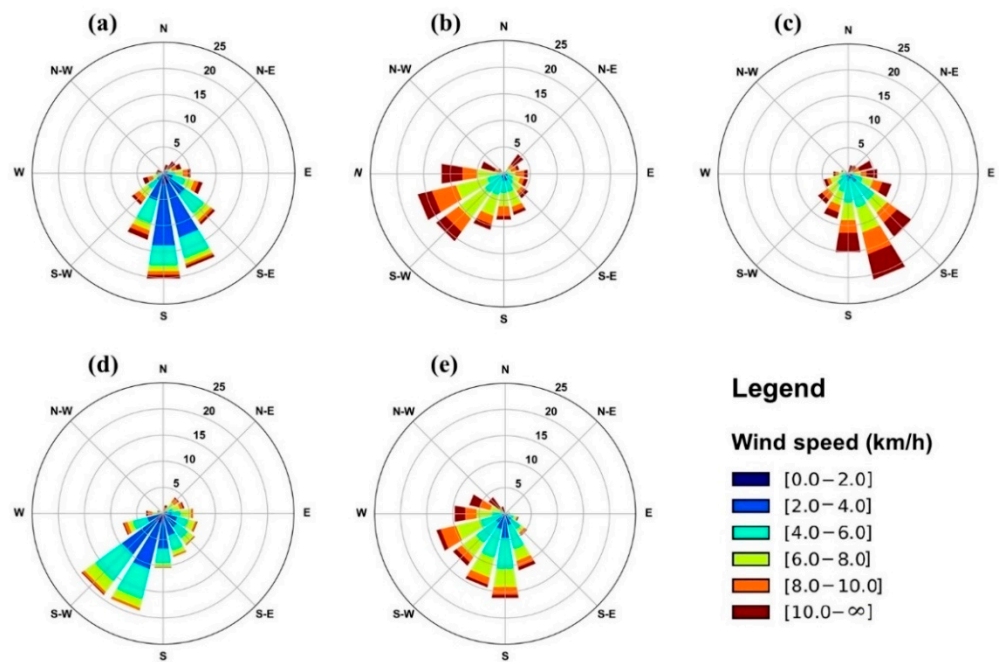 (a)
N
25
N-W
N-E
20
15
10
5
W
E
S-W
S-E
S
(b)
N
25
N-W
N-E
20
15
10
5
W
E
S-W
S-E
S
(c)
N
25
N-W
N-E
20
15
10
5
W
E
S-W
S-E
S
(d)
N
25
N-W
N-E
20
15
10
5
W
E
S-W
S-E
S
(e)
N
25
N-W
N-E
20
15
10
5
W
E
S-W
S-E
S
Legend
Wind speed (km/h)
[0.0−2.0]
[2.0−4.0]
[4.0−6.0]
[6.0−8.0]
[8.0−10.0]
[10.0−∞]